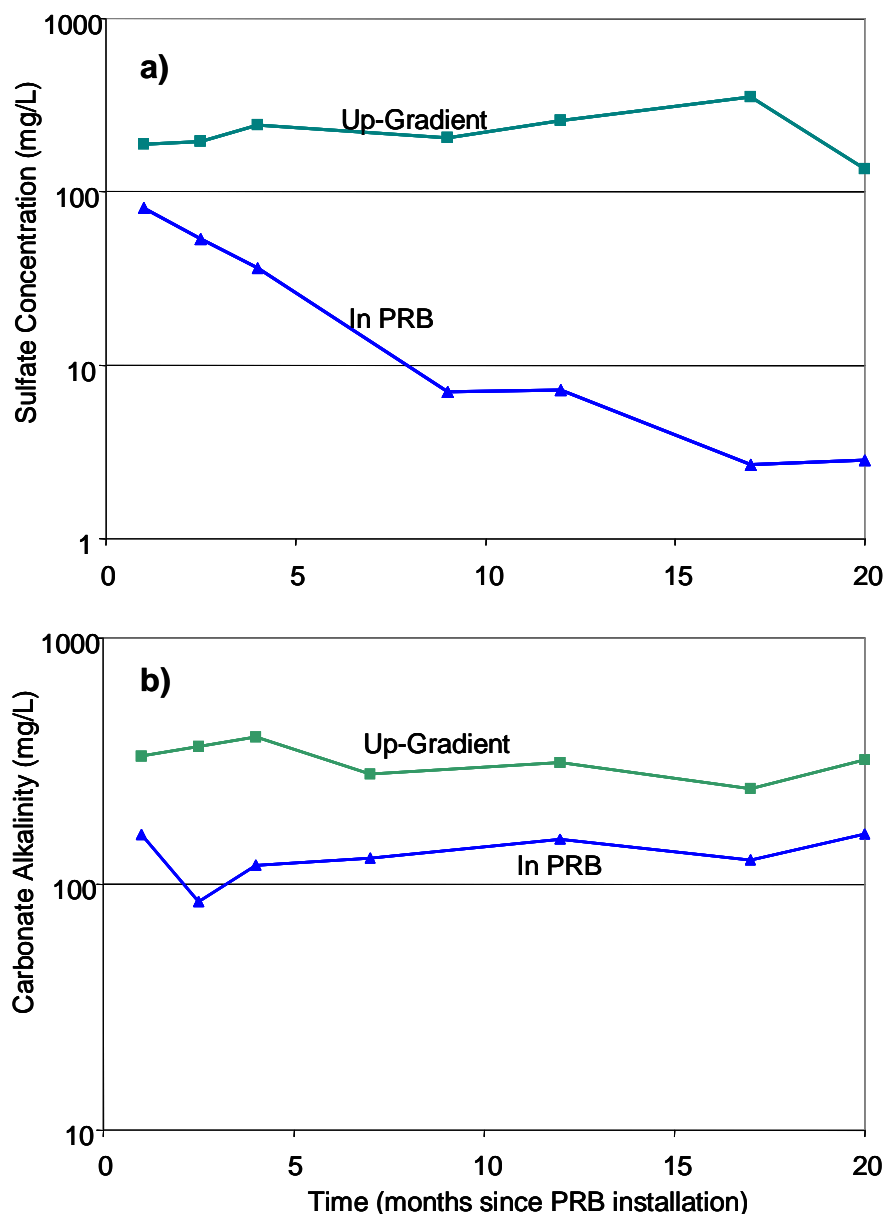 1000
a)
Up-Gradient
100
In PRB
10
1
0 5 10 15 20
Sulfate Concentration (mg/L)
1000
b)
Up-Gradient
In PRB
100
10
0 5 10 15 20
Carbonate Alkalinity (mg/L)
Time (months since PRB installation)